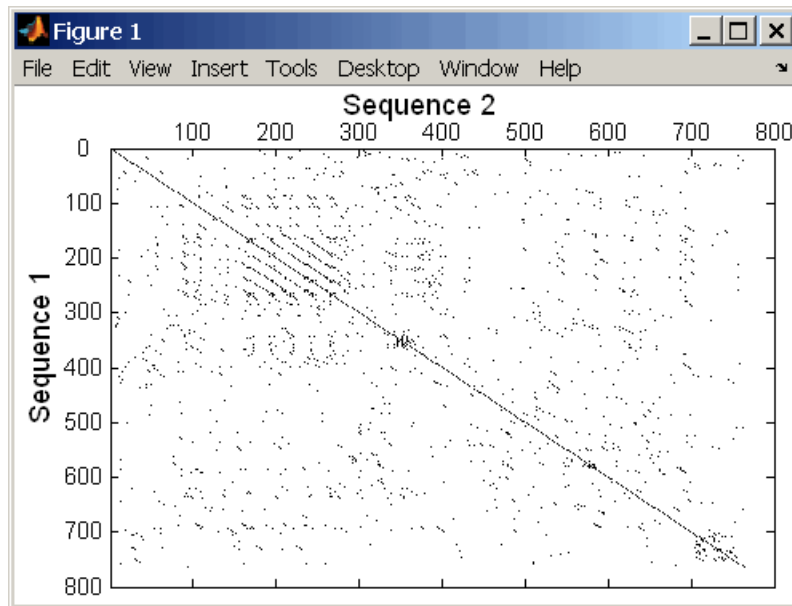 Figure 1
File Edit View Insert Tools Desktop Window Help
Sequence 2
100 200 300 400 500 600 700 800
Sequence 1
0
100
200
300
400
500
600
700
800